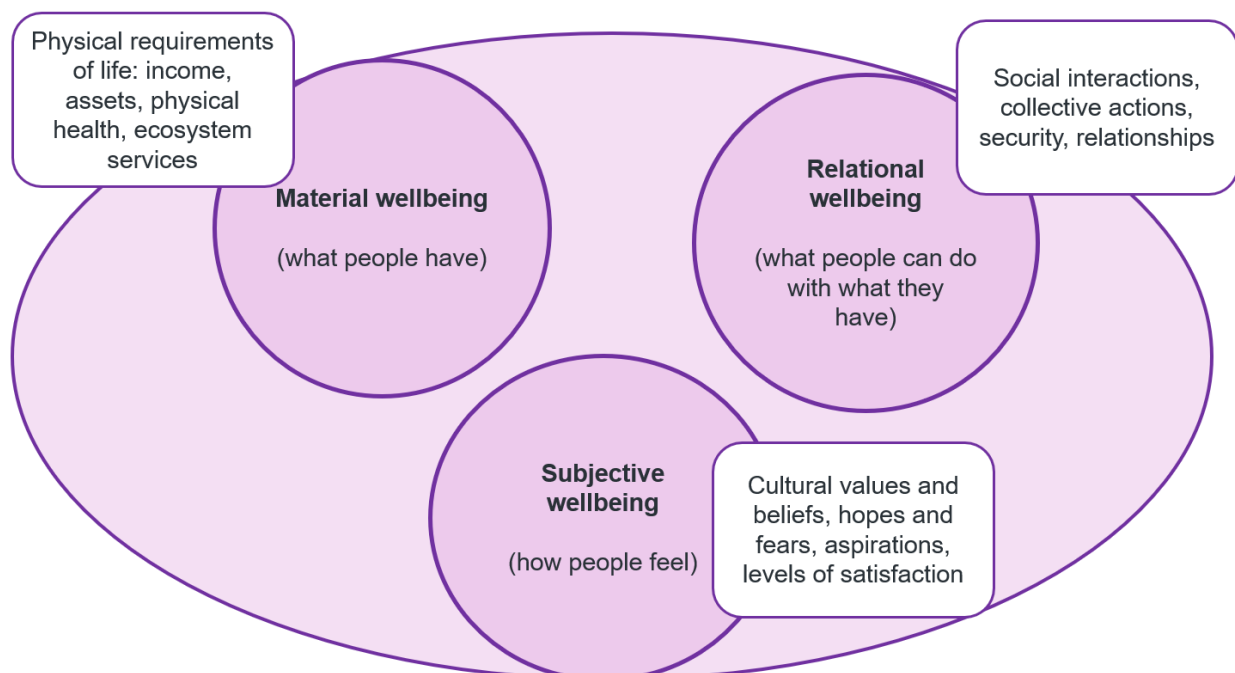 Physical requirements
of life: income,
assets, physical
health, ecosystem
services
Material wellbeing
(what people have)
Social interactions,
collective actions,
security, relationships
Relational
wellbeing
(what people can do
with what they
have)
Subjective
wellbeing
(how people feel)
Cultural values and
beliefs, hopes and
fears, aspirations,
levels of satisfaction